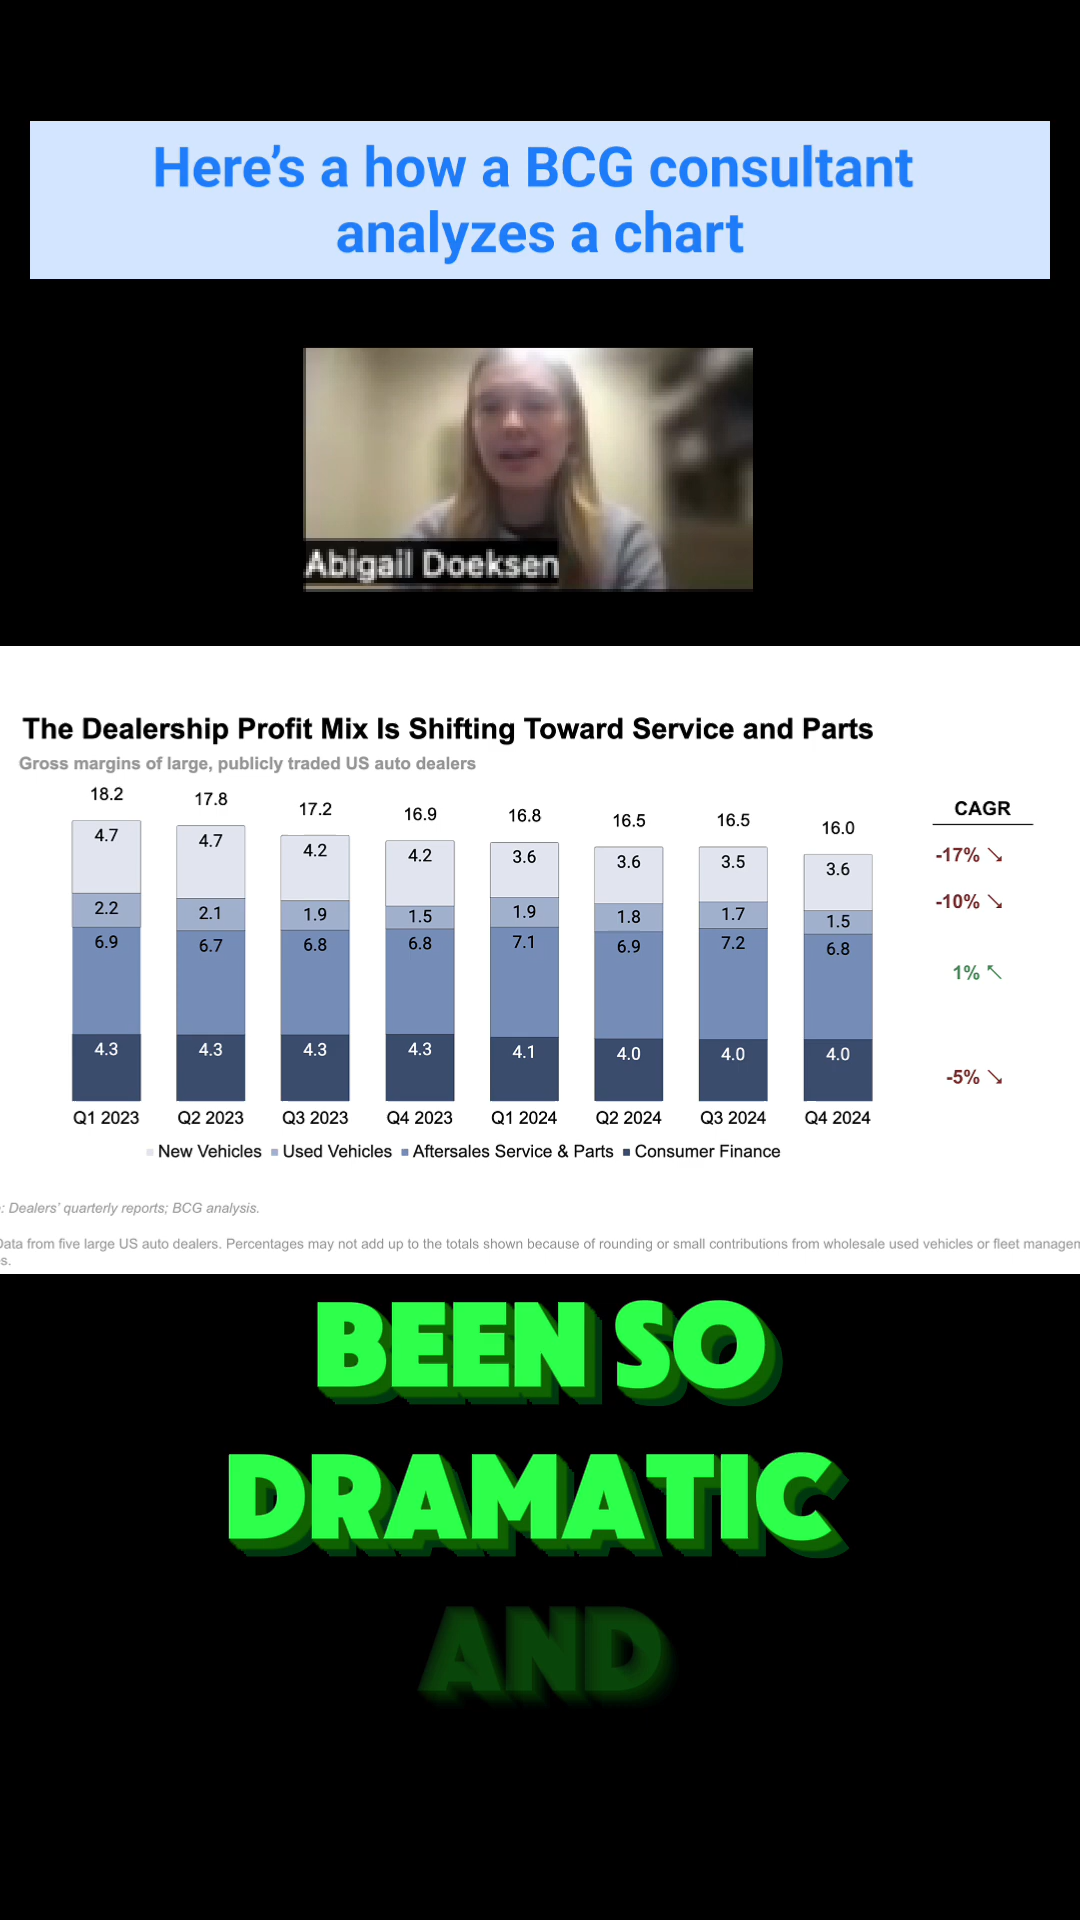 Here’s a how a BCG consultant
analyzes a chart
Abigail Doeksen
The Dealership Profit Mix Is Shifting Toward Service and Parts
Gross margins of large, publicly traded US auto dealers
18.2 17.8 17.2 16.9 16.8 16.5 16.5 16.0
CAGR
4.7 4.7 4.2 4.2 3.6 3.6 3.5 3.6 -17% ↘
2.2 2.1 1.9 1.5 1.9 1.8 1.7 1.5 -10% ↘
6.9 6.7 6.8 6.8 7.1 6.9 7.2 6.8 1% ↖
4.3 4.3 4.3 4.3 4.1 4.0 4.0 4.0 -5% ↘
Q1 2023 Q2 2023 Q3 2023 Q4 2023 Q1 2024 Q2 2024 Q3 2024 Q4 2024
New Vehicles Used Vehicles Aftersales Service & Parts Consumer Finance
: Dealers’ quarterly reports; BCG analysis.
Data from five large US auto dealers. Percentages may not add up to the totals shown because of rounding or small contributions from wholesale used vehicles or fleet managem
s.
BEEN SO
DRAMATIC
AND